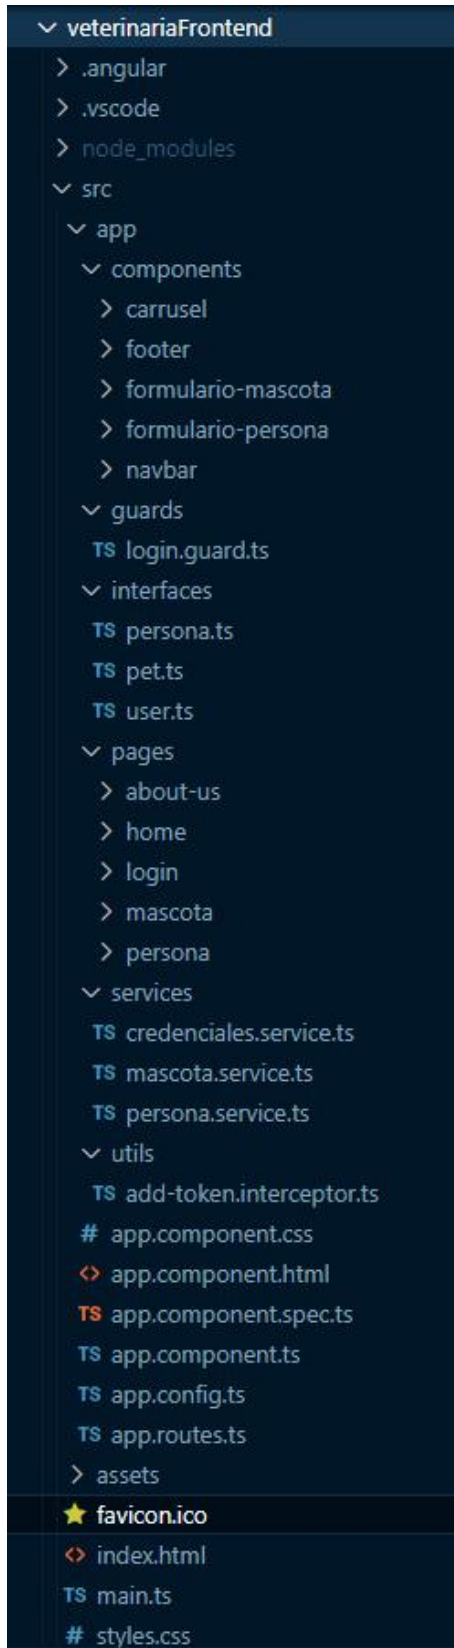 veterinariaFrontend
.angular
.vscode
node_modules
src
app
components
carrusel
footer
formulario-mascota
formulario-persona
navbar
guards
TS login.guard.ts
interfaces
TS persona.ts
TS pet.ts
TS user.ts
pages
about-us
home
login
mascota
persona
services
TS credenciales.service.ts
TS mascota.service.ts
TS persona.service.ts
utils
TS add-token.interceptor.ts
# app.component.css
<> app.component.html
TS app.component.spec.ts
TS app.component.ts
TS app.config.ts
TS app.routes.ts
assets
favicon.ico
<> index.html
TS main.ts
# styles.css